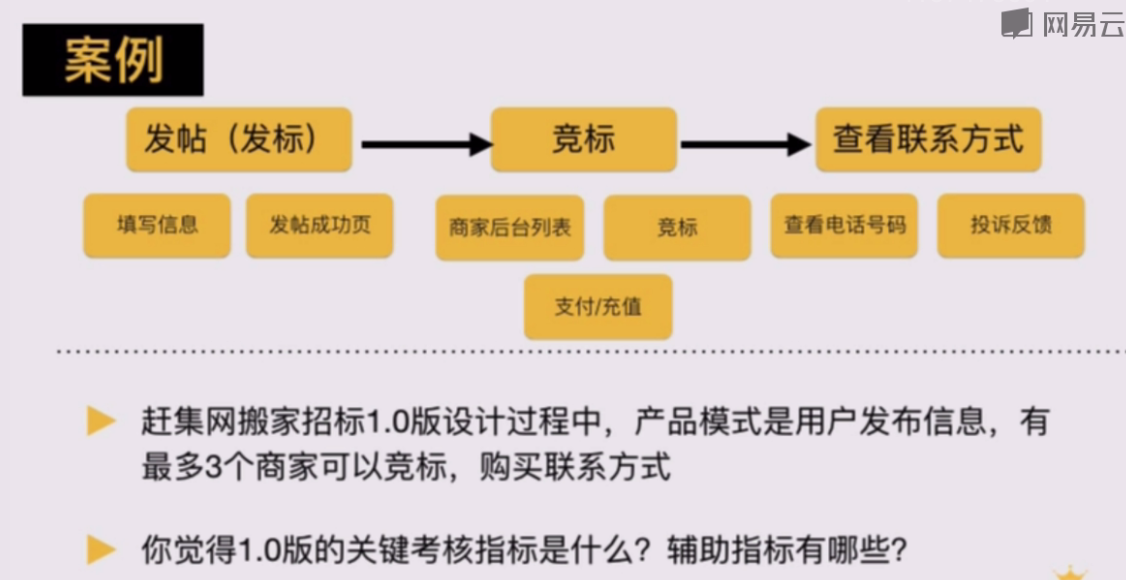 网易云
案例
发帖（发标）
竞标
查看联系方式
填写信息
发帖成功页
商家后台列表
竞标
查看电话号码
投诉反馈
支付/充值
赶集网搬家招标1.0版设计过程中，产品模式是用户发布信息，有
最多3个商家可以竞标，购买联系方式
你觉得1.0版的关键考核指标是什么？辅助指标有哪些？